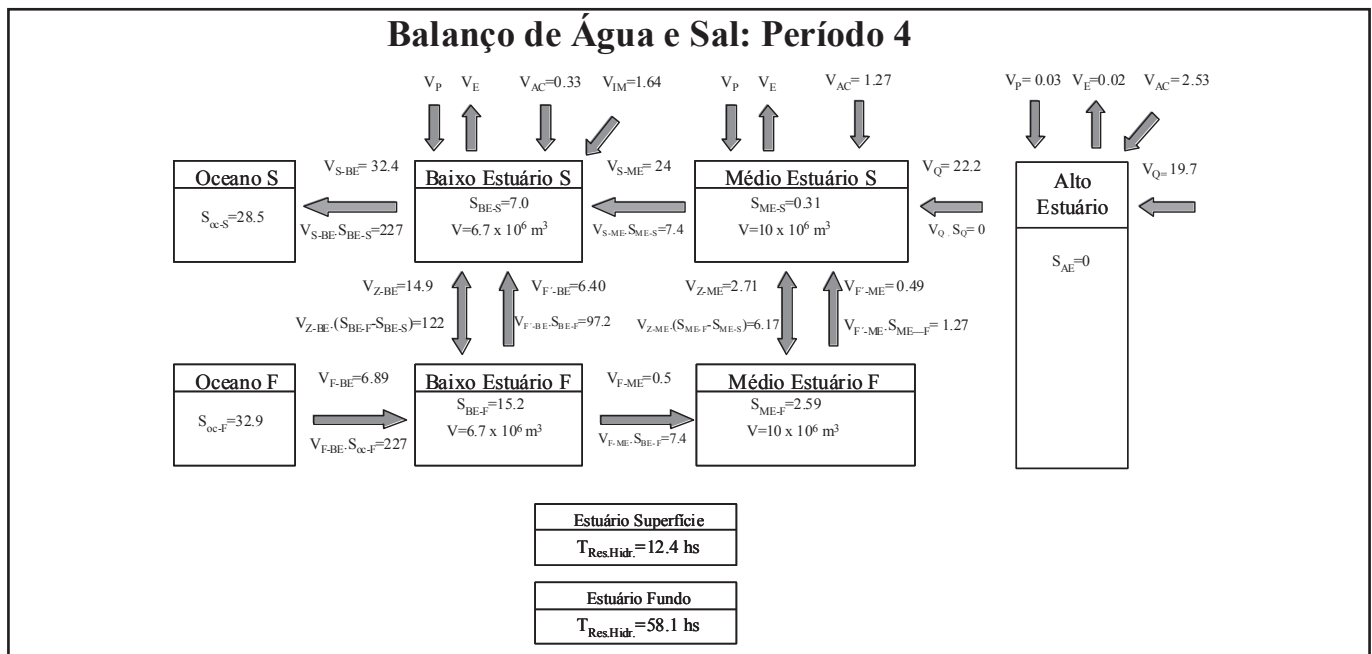 Balanço de Água e Sal: Período 4
V_P V_E V_AC=0.33 V_IM=1.64 V_P V_E V_AC= 1.27 V_P= 0.03 V_E=0.02 V_AC= 2.53
Oceano S
S_oc-S=28.5
V_S-BE= 32.4
V_S-BE.S_BE-S=227
Baixo Estuário S
S_BE-S=7.0
V=6.7 x 10^6 m^3
V_S-ME= 24
V_S-ME.S_ME-S=7.4
Médio Estuário S
S_ME-S=0.31
V=10 x 10^6 m^3
V_Q= 22.2
V_Q . S_Q= 0
Alto
Estuário
S_AE=0
V_Q= 19.7
V_Z-BE=14.9
V_Z-BE.(S_BE-F-S_BE-S)=122
V_F'-BE=6.40
V_F'-BE.S_BE-F=97.2
V_Z-ME=2.71
V_Z-ME.(S_ME-F-S_ME-S)=6.17
V_F'-ME= 0.49
V_F'-ME.S_ME—F= 1.27
Oceano F
S_oc-F=32.9
V_F-BE=6.89
V_F-BE.S_oc-F=227
Baixo Estuário F
S_BE-F=15.2
V=6.7 x 10^6 m^3
V_F-ME=0.5
V_F-ME.S_BE-F=7.4
Médio Estuário F
S_ME-F=2.59
V=10 x 10^6 m^3
Estuário Superfície
T_Res.Hidr.=12.4 hs
Estuário Fundo
T_Res.Hidr.=58.1 hs